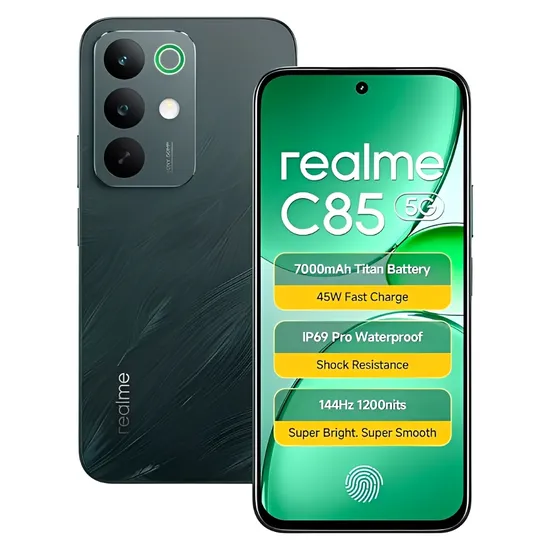 realme
realme
C85 5G
7000mAh Titan Battery
45W Fast Charge
IP69 Pro Waterproof
Shock Resistance
144Hz 1200nits
Super Bright. Super Smooth